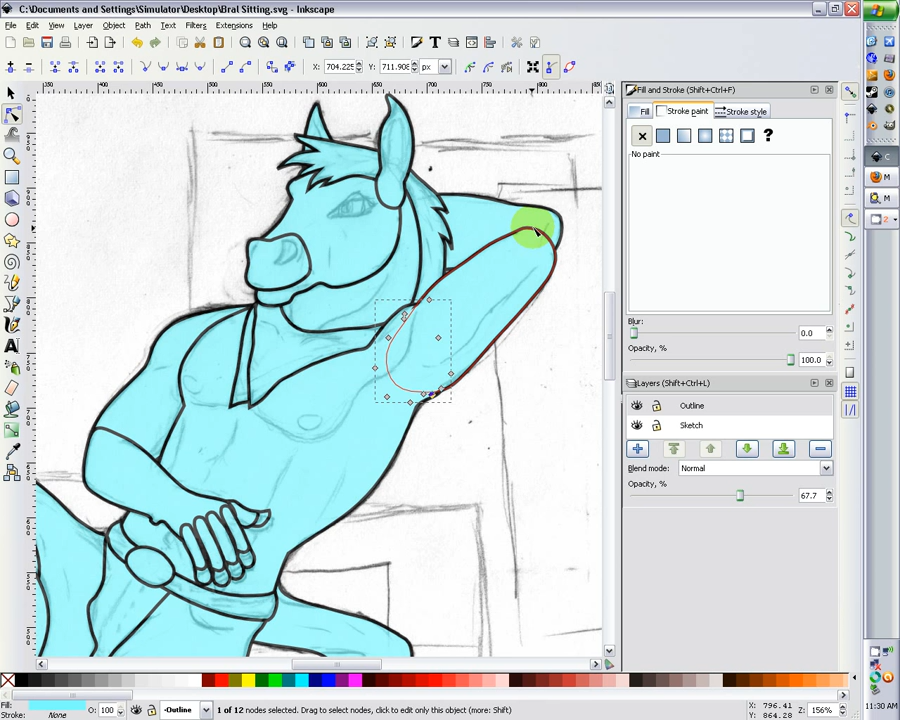 C:\Documents and Settings\Simulator\Desktop\Bral Sitting.svg - Inkscape
File Edit View Layer Object Path Text Filters Extensions Help
X: 704.225 Y: 711.908 px
Fill and Stroke (Shift+Ctrl+F)
Fill Stroke paint Stroke style
?
No paint
Blur:
0.0
Opacity, %
100.0
Layers (Shift+L)
Outline
Sketch
Blend mode: Normal
Opacity, %
67.7
Fill:
Stroke: None
O: 100
Outline
1 of 12 nodes selected. Drag to select nodes, click to edit only this object (more: Shift)
X: 796.41
Y: 864.28
Z: 156%
11:30 AM